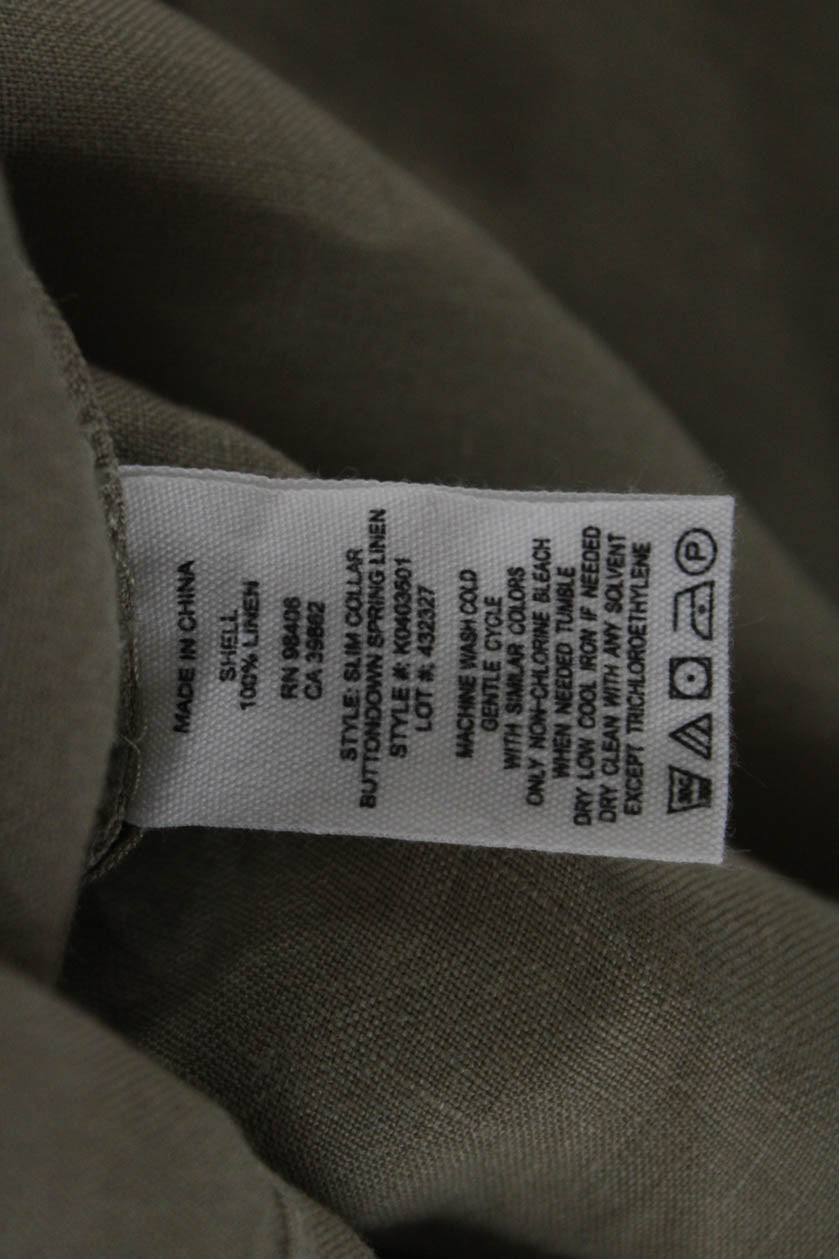 MADE IN CHINA
SHELL
100% LINEN
RN 98406
CA 39862
STYLE: SLIM COLLAR
BUTTONDOWN SPRING LINEN
STYLE #: K0403601
LOT #: 432327
MACHINE WASH COLD
GENTLE CYCLE
WITH SIMILAR COLORS
ONLY NON-CHLORINE BLEACH
WHEN NEEDED TUMBLE
DRY LOW COOL IRON IF NEEDED
DRY CLEAN WITH ANY SOLVENT
EXCEPT TRICHLOROETHYLENE
P